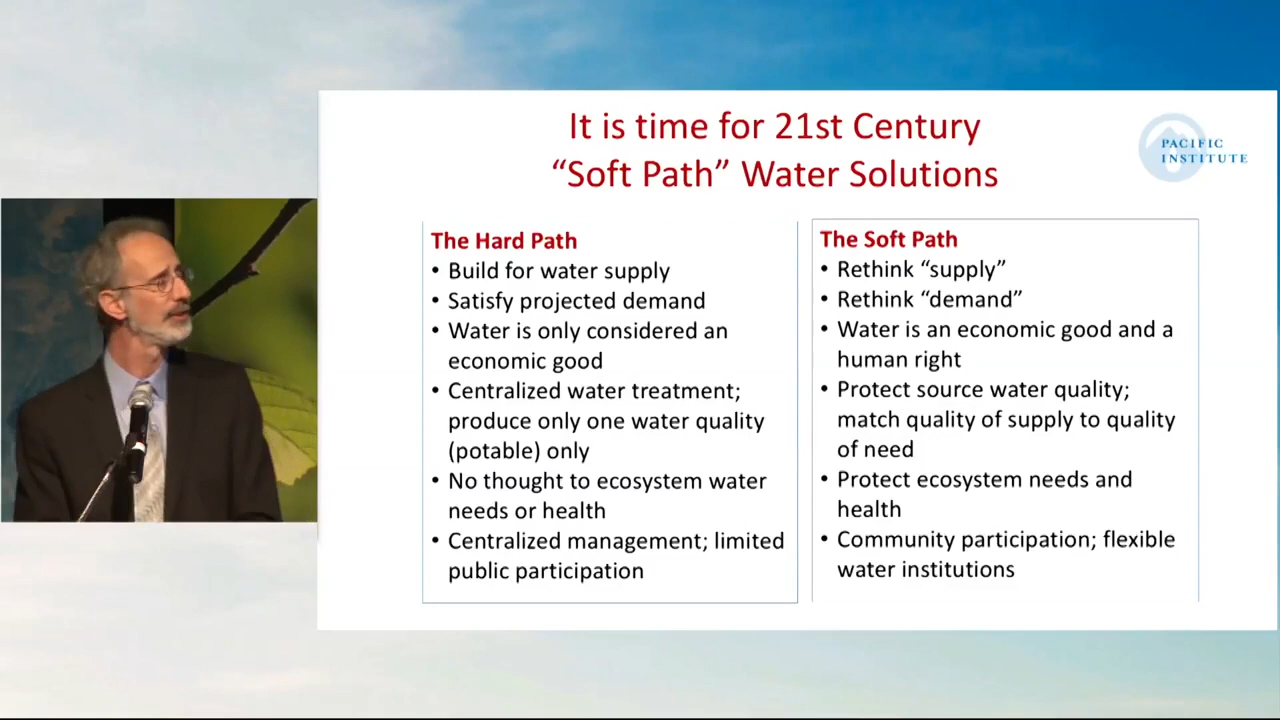 It is time for 21st Century
“Soft Path” Water Solutions
PACIFIC
INSTITUTE
The Hard Path
• Build for water supply
• Satisfy projected demand
• Water is only considered an
economic good
• Centralized water treatment;
produce only one water quality
(potable) only
• No thought to ecosystem water
needs or health
• Centralized management; limited
public participation
The Soft Path
• Rethink “supply”
• Rethink “demand”
• Water is an economic good and a
human right
• Protect source water quality;
match quality of supply to quality
of need
• Protect ecosystem needs and
health
• Community participation; flexible
water institutions